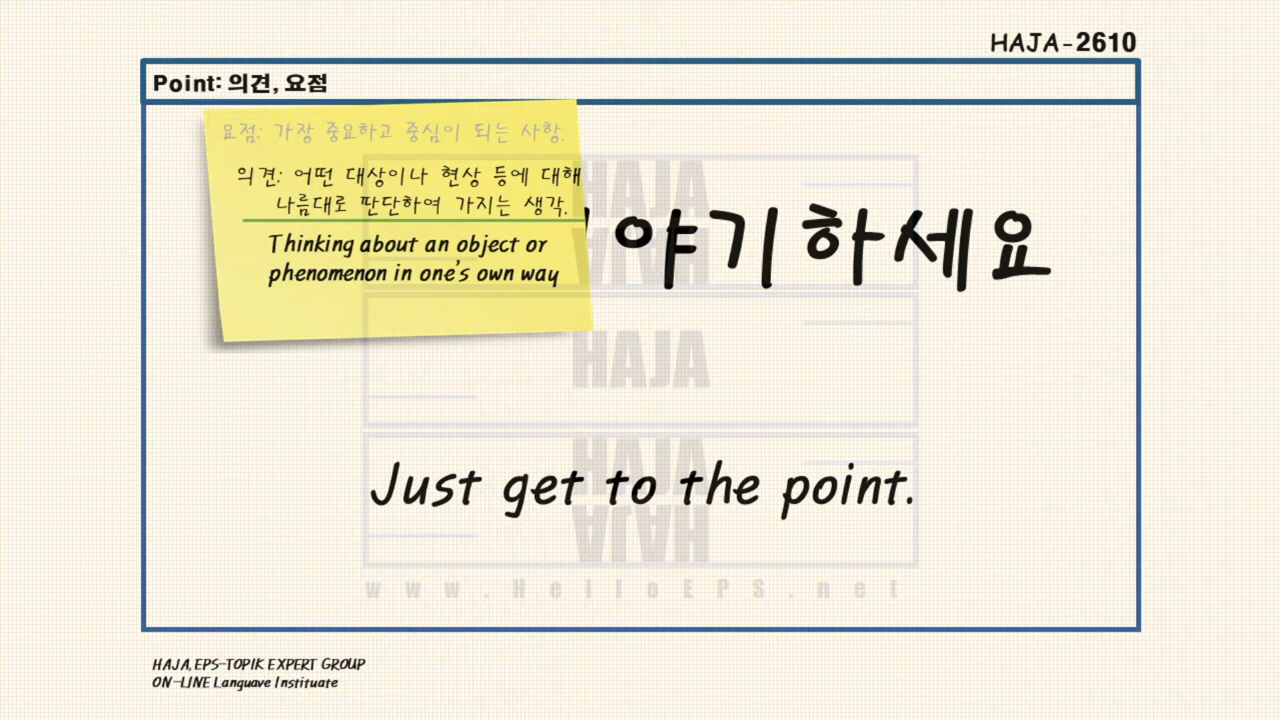 HAJA-2610
Point: 의견, 요점
요점: 가장 중요하고 중심이 되는 사항.
의견: 어떤 대상이나 현상 등에 대해
나름대로 판단하여 가지는 생각.
Thinking about an object or
phenomenon in one's own way
야기하세요
HAJA
HAJA
HAJA
Just get to the point.
HAJA
HAJA
www.HelloEPS.net
HAJA, EPS-TOPIK EXPERT GROUP
ON-LINE Languave Instituate